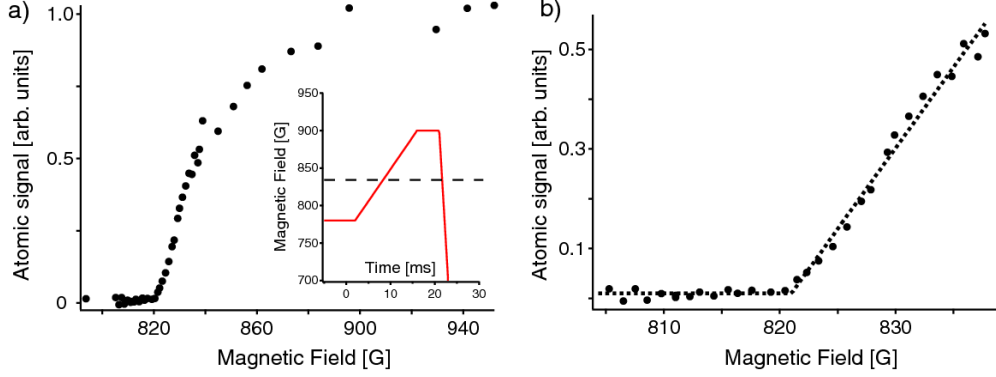 a)
Atomic signal [arb. units]
1.0
0.5
0
820
860
900
940
Magnetic Field [G]
Magnetic Field [G]
950
900
850
800
700
0
10
20
30
Time [ms]
b)
Atomic signal [arb. units]
0.5
0.3
0.1
810
820
830
Magnetic Field [G]